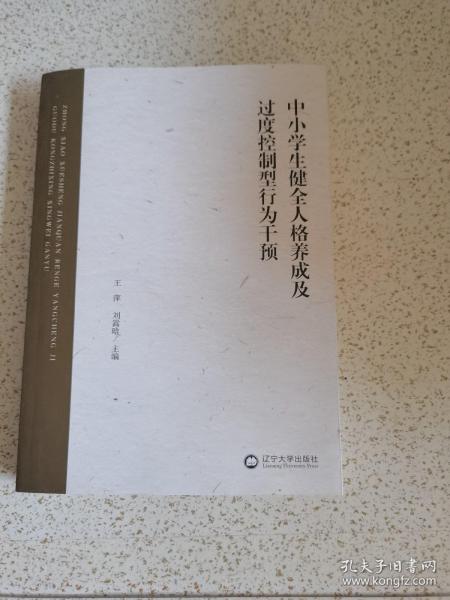 中小学生健全人格养成及
过度控制型行为干预
王萍 刘嵩晗/主编
ZHONG XIAO XUESHENG JIANQUAN RENGE YANGCHENG JI
GUODU KONGZHIXING XINGWEI GANYU
辽宁大学出版社
Liaoning University Press
孔夫子旧书网
www.kongfz.com